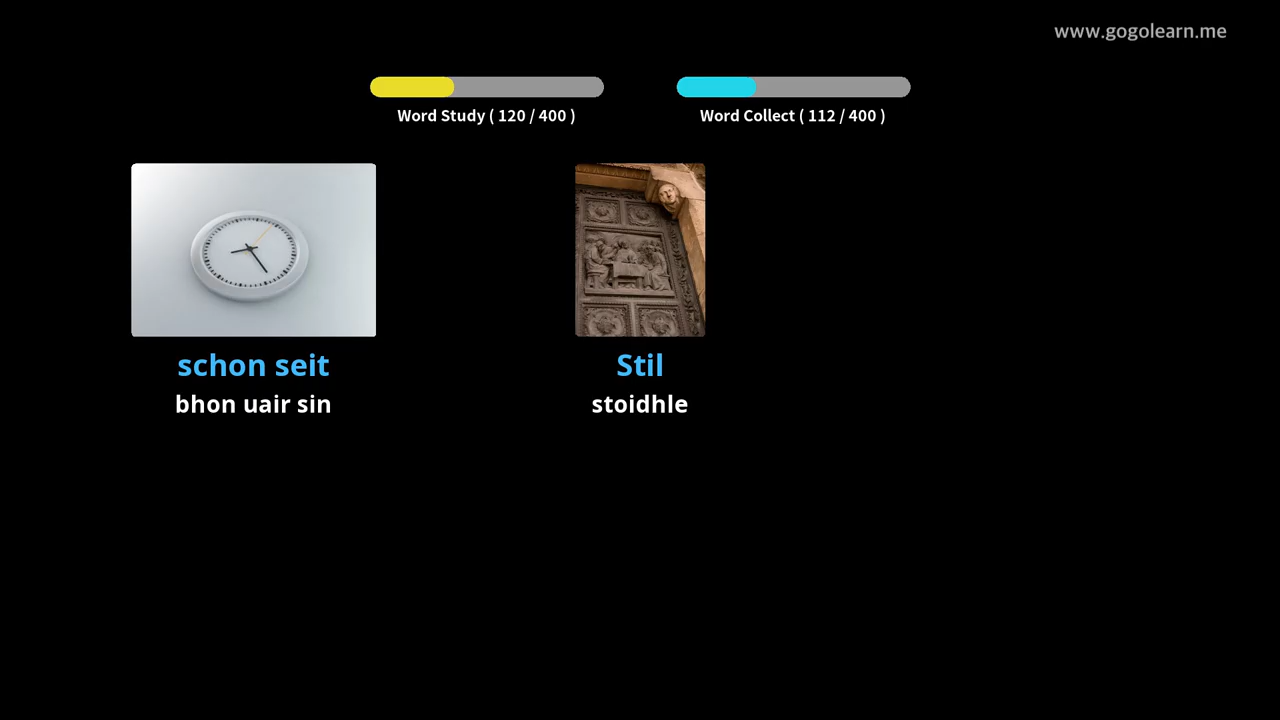 www.gogolearn.me
Word Study ( 120 / 400 )
Word Collect ( 112 / 400 )
schon seit
bhon uair sin
Stil
stoidhle